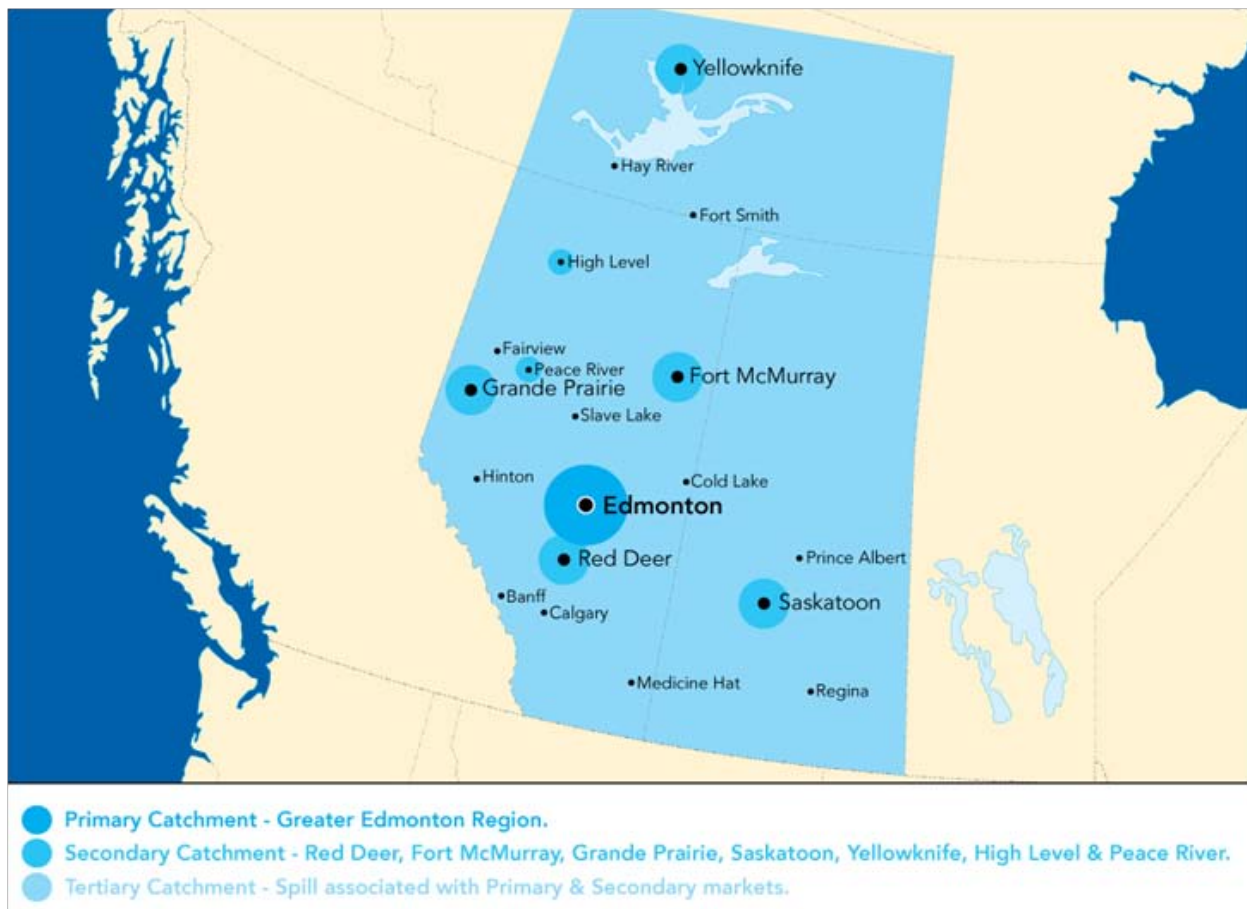 Yellowknife
Hay River
Fort Smith
High Level
Fairview
Peace River
Grande Prairie
Fort McMurray
Slave Lake
Hinton
Cold Lake
Edmonton
Red Deer
Prince Albert
Banff
Saskatoon
Calgary
Medicine Hat
Regina
Primary Catchment - Greater Edmonton Region.
Secondary Catchment - Red Deer, Fort McMurray, Grande Prairie, Saskatoon, Yellowknife, High Level & Peace River.
Tertiary Catchment - Spill associated with Primary & Secondary markets.